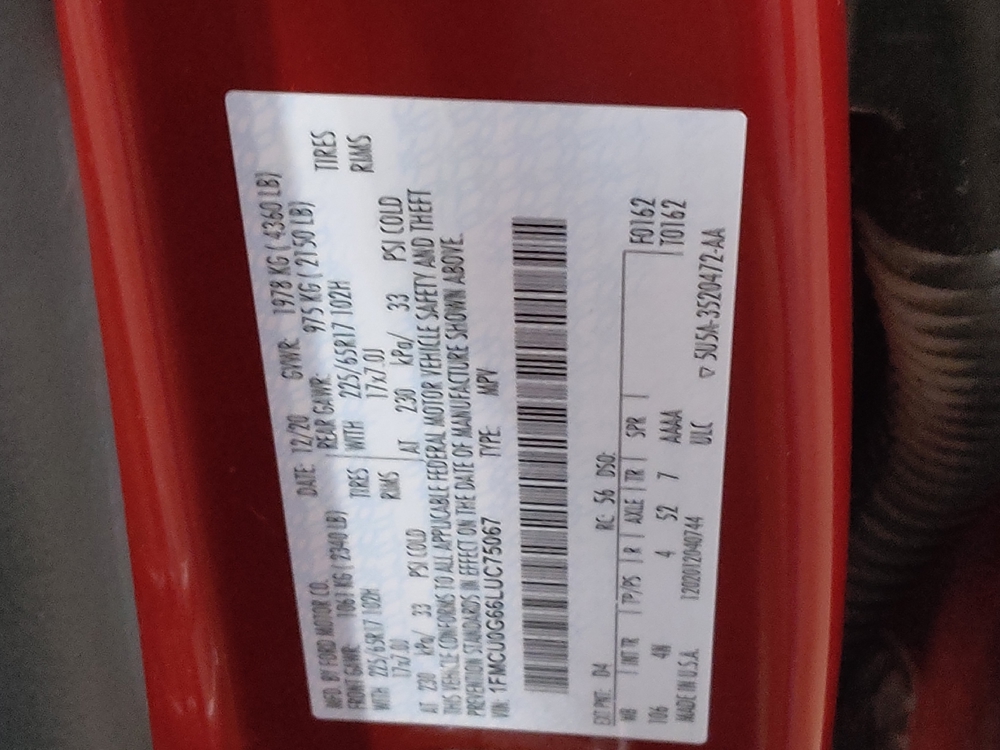 MFD. BY FORD MOTOR CO. DATE: 12/20 GVWR: 1978 KG ( 4360 LB)
FRONT GAWR: 1061 KG ( 2340 LB) REAR GAWR: 975 KG ( 2150 LB)
WITH 225/65R17 102H TIRES WITH 225/65R17 102H TIRES
17x7.0J RIMS 17x7.0J RIMS
AT 230 kPa/ 33 PSI COLD AT 230 kPa/ 33 PSI COLD
THIS VEHICLE CONFORMS TO ALL APPLICABLE FEDERAL MOTOR VEHICLE SAFETY AND THEFT
PREVENTION STANDARDS IN EFFECT ON THE DATE OF MANUFACTURE SHOWN ABOVE.
VIN: 1FMCU0G66LUC75067 TYPE: MPV
EXT PNT: D4 RC: 56 DSO: F0162
WB INT TR TP/PS R AXLE TR SPR T0162
106 4N 4 52 7 AAAA
MADE IN U.S.A. 1202012040744 ULC ▽ 5U5A-3520472-AA